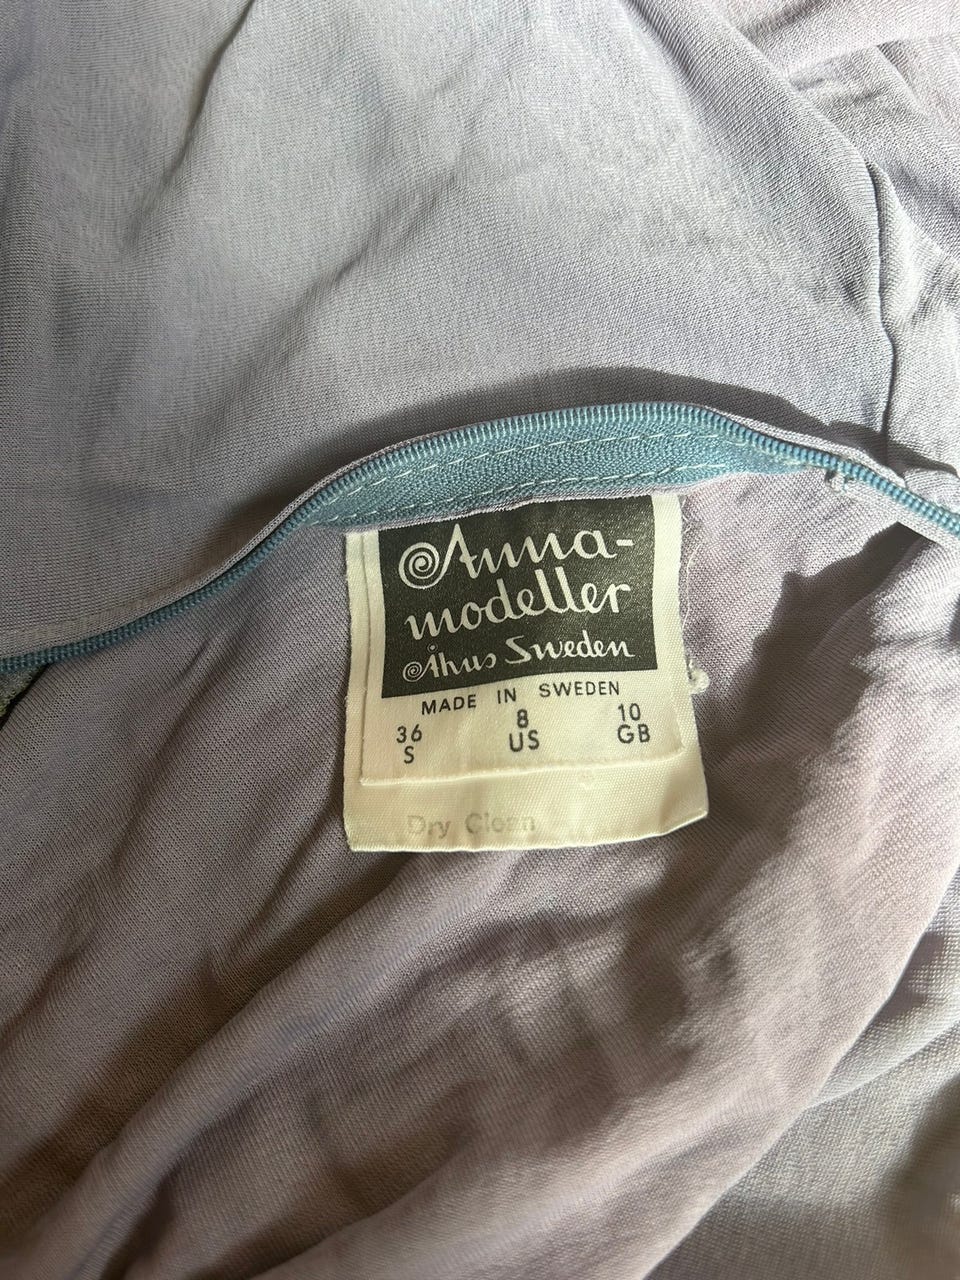 Anna-
modeller
Åhus Sweden
MADE IN SWEDEN
36 8 10
S US GB
Dry Clean